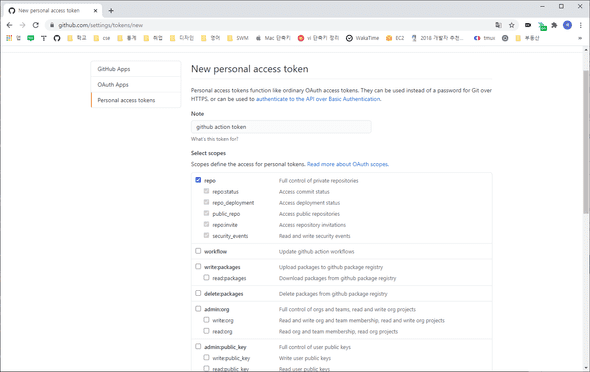 New personal access token
github.com/settings/tokens/new
앱
학교
cse
통계
취업
디자인
영어
SWM
Mac 단축키
vi 단축키 정리
WakaTime
EC2
2018 개발자 추천...
tmux
부동산
GitHub Apps
OAuth Apps
Personal access tokens
New personal access token
Personal access tokens function like ordinary OAuth access tokens. They can be used instead of a password for Git over
HTTPS, or can be used to authenticate to the API over Basic Authentication.
Note
github action token
What's this token for?
Select scopes
Scopes define the access for personal tokens. Read more about OAuth scopes.
repo Full control of private repositories
repo:status Access commit status
repo_deployment Access deployment status
public_repo Access public repositories
repo:invite Access repository invitations
security_events Read and write security events
workflow Update github action workflows
write:packages Upload packages to github package registry
read:packages Download packages from github package registry
delete:packages Delete packages from github package registry
admin:org Full control of orgs and teams, read and write org projects
write:org Read and write org and team membership, read and write org projects
read:org Read org and team membership, read org projects
admin:public_key Full control of user public keys
write:public_key Write user public keys
read:public_key Read user public keys